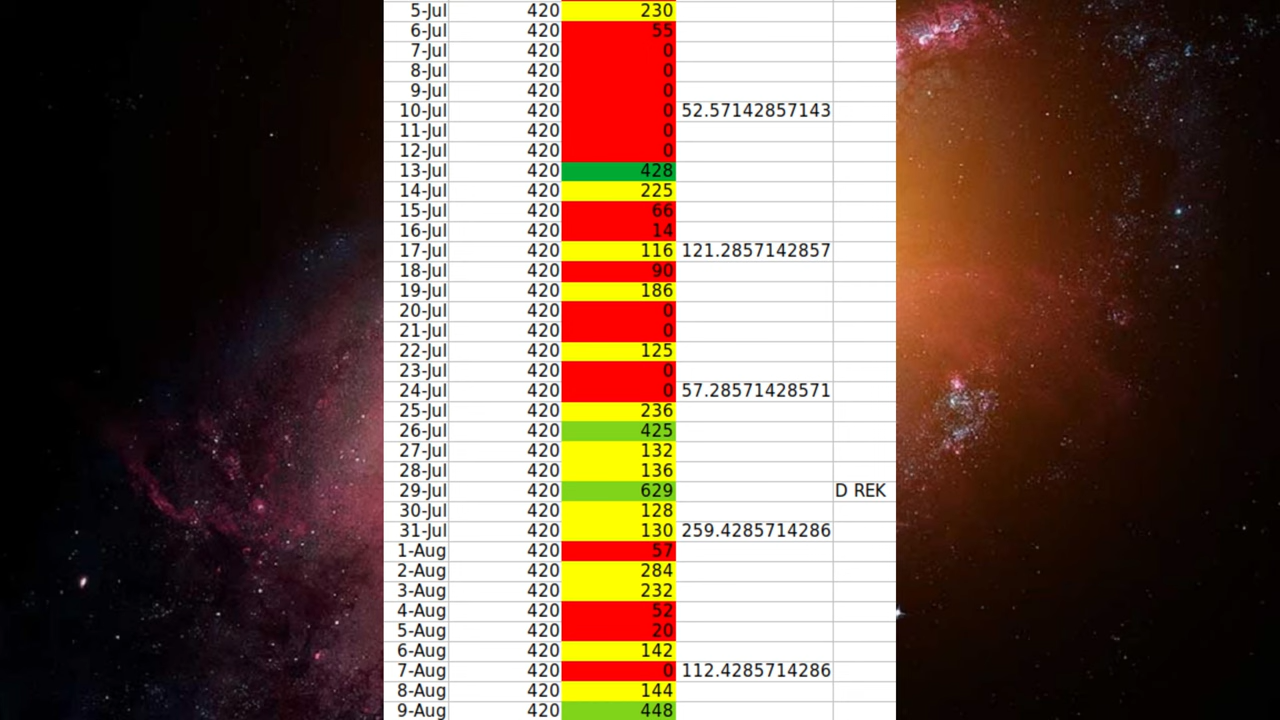 5-Jul 420 230
6-Jul 420 55
7-Jul 420 0
8-Jul 420 0
9-Jul 420 0
10-Jul 420 0 52.57142857143
11-Jul 420 0
12-Jul 420 0
13-Jul 420 428
14-Jul 420 225
15-Jul 420 66
16-Jul 420 14
17-Jul 420 116 121.2857142857
18-Jul 420 90
19-Jul 420 186
20-Jul 420 0
21-Jul 420 0
22-Jul 420 125
23-Jul 420 0
24-Jul 420 0 57.28571428571
25-Jul 420 236
26-Jul 420 425
27-Jul 420 132
28-Jul 420 136
29-Jul 420 629 D REK
30-Jul 420 128
31-Jul 420 130 259.4285714286
1-Aug 420 57
2-Aug 420 284
3-Aug 420 232
4-Aug 420 52
5-Aug 420 20
6-Aug 420 142
7-Aug 420 0 112.4285714286
8-Aug 420 144
9-Aug 420 448